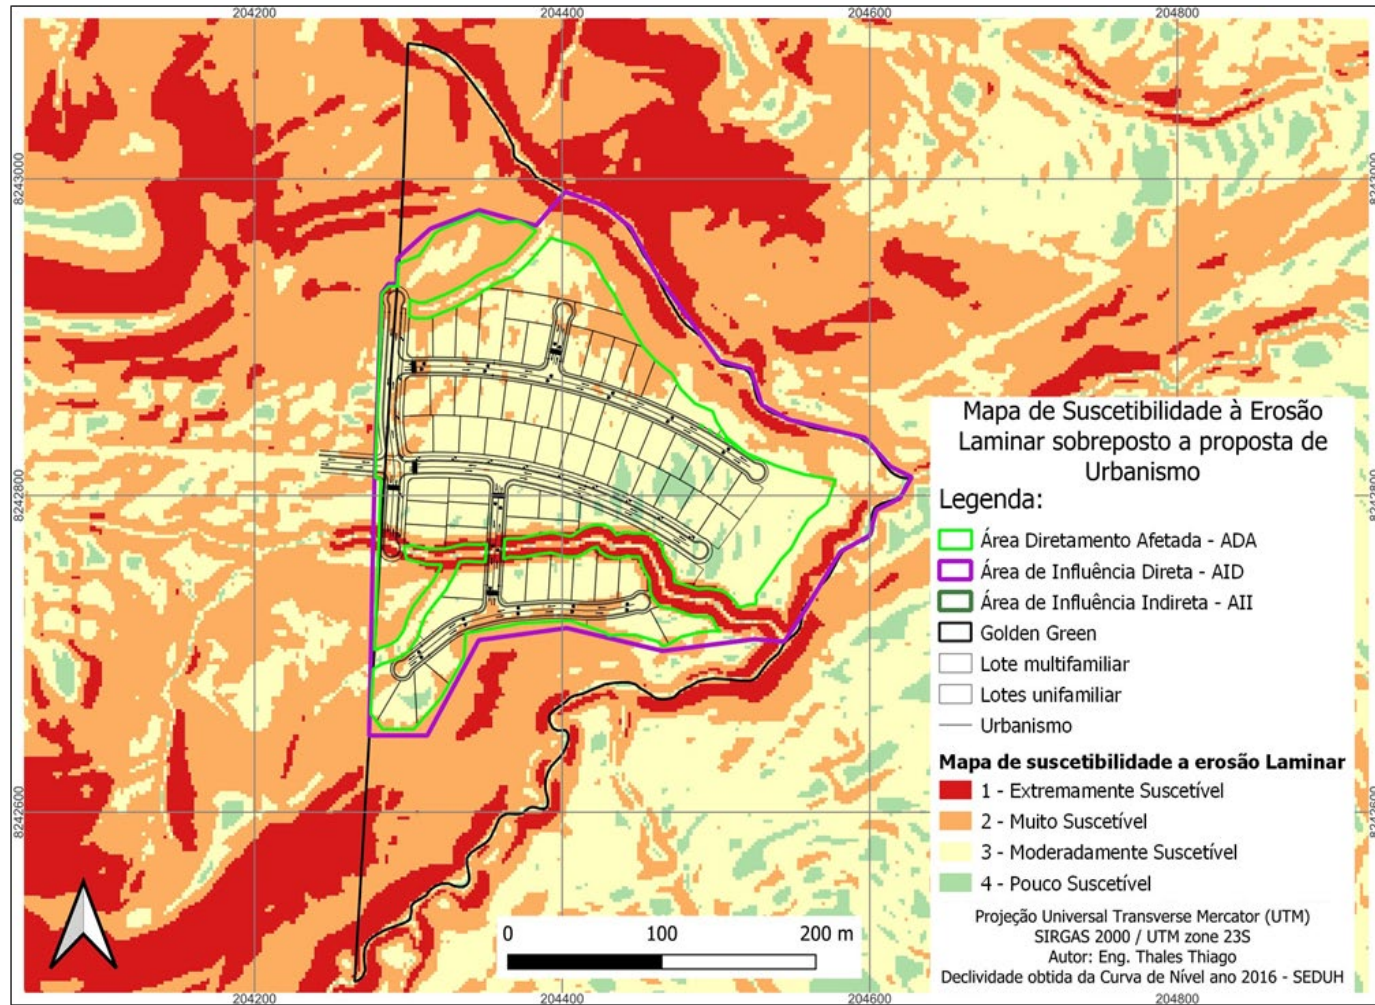 204200 204400 204600 204800
8243000 8243000
8242800 8242800
8242600 8242600
Mapa de Suscetibilidade à Erosão
Laminar sobreposto a proposta de
Urbanismo
Legenda:
Área Diretamento Afetada - ADA
Área de Influência Direta - AID
Área de Influência Indireta - AII
Golden Green
Lote multifamiliar
Lotes unifamiliar
Urbanismo
Mapa de suscetibilidade a erosão Laminar
1 - Extremamente Suscetível
2 - Muito Suscetível
3 - Moderadamente Suscetível
4 - Pouco Suscetível
Projeção Universal Transverse Mercator (UTM)
SIRGAS 2000 / UTM zone 23S
Autor: Eng. Thales Thiago
Declividade obtida da Curva de Nível ano 2016 - SEDUH
0 100 200 m
204200 204400 204600 204800